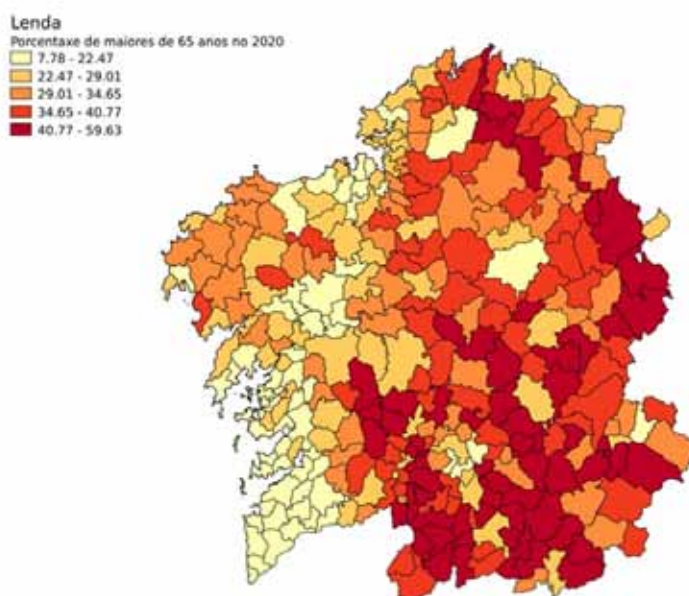 Lenda
Porcentaxe de maiores de 65 anos no 2020
7.78 - 22.47
22.47 - 29.01
29.01 - 34.65
34.65 - 40.77
40.77 - 59.63